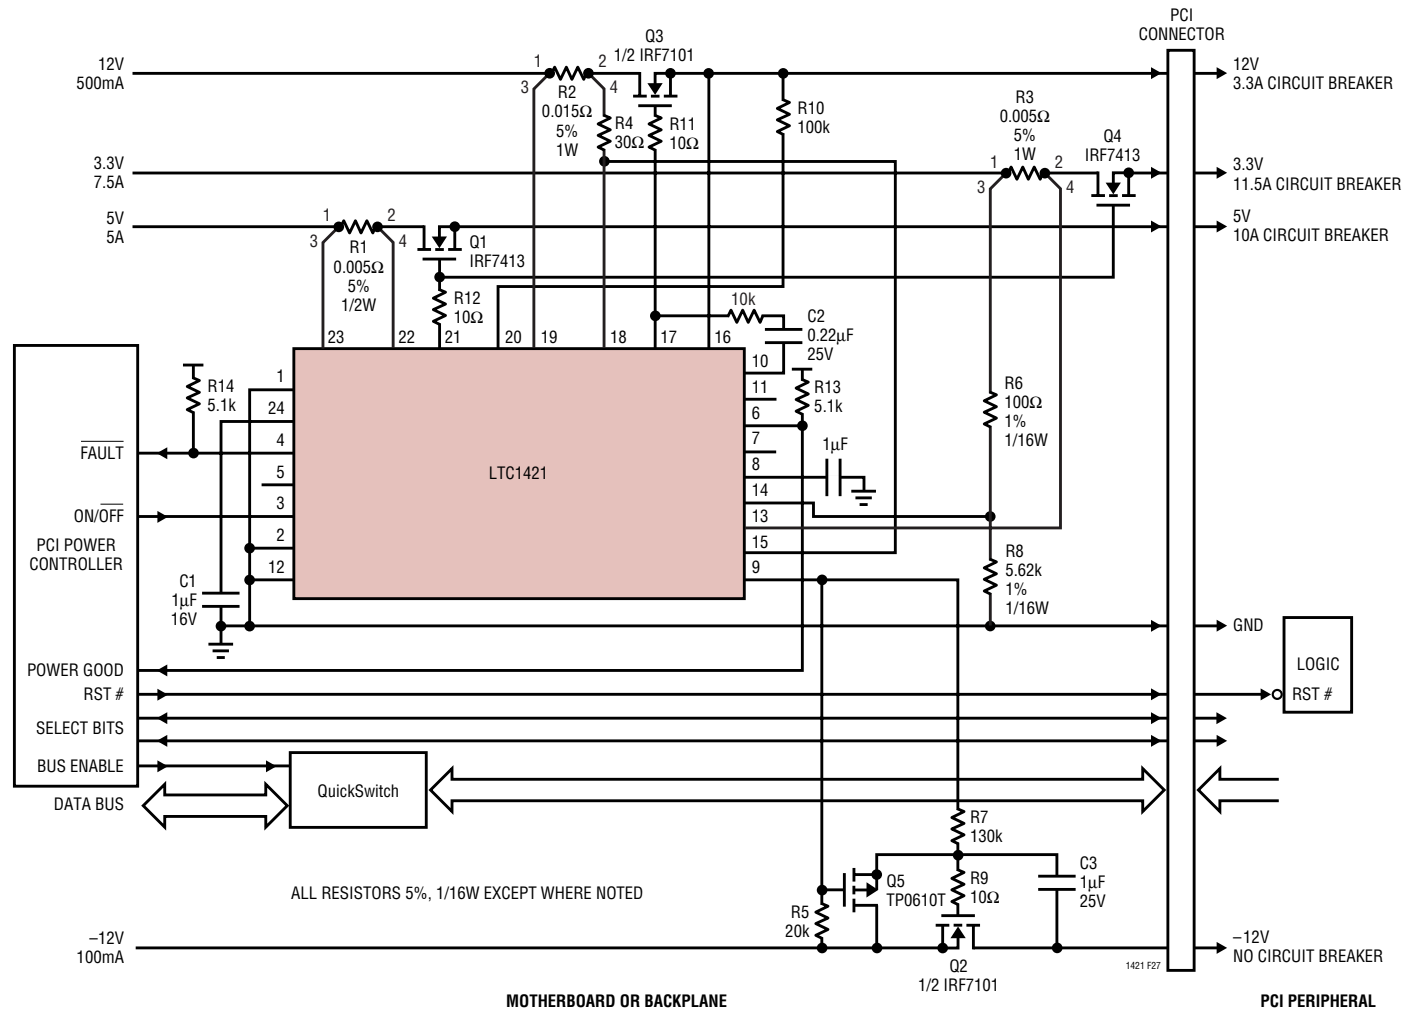 PCI
CONNECTOR
12V
500mA
1
2
3
4
R2
0.015Ω
5%
1W
Q3
1/2 IRF7101
R4
30Ω
R11
10Ω
R10
100k
12V
3.3A CIRCUIT BREAKER
3.3V
7.5A
R3
0.005Ω
5%
1W
1
2
3
4
Q4
IRF7413
3.3V
11.5A CIRCUIT BREAKER
5V
5A
1
2
3
4
R1
0.005Ω
5%
1/2W
Q1
IRF7413
R12
10Ω
5V
10A CIRCUIT BREAKER
10k
C2
0.22µF
25V
23
22
21
20
19
18
17
16
1
24
4
5
3
2
12
LTC1421
10
11
6
7
8
14
13
15
9
R13
5.1k
1µF
R6
100Ω
1%
1/16W
R8
5.62k
1%
1/16W
R14
5.1k
FAULT
ON/OFF
PCI POWER
CONTROLLER
C1
1µF
16V
GND
POWER GOOD
RST #
SELECT BITS
BUS ENABLE
DATA BUS
QuickSwitch
LOGIC
RST #
R7
130k
Q5
TP0610T
R9
10Ω
C3
1µF
25V
R5
20k
ALL RESISTORS 5%, 1/16W EXCEPT WHERE NOTED
–12V
100mA
Q2
1/2 IRF7101
1421 F27
–12V
NO CIRCUIT BREAKER
MOTHERBOARD OR BACKPLANE
PCI PERIPHERAL